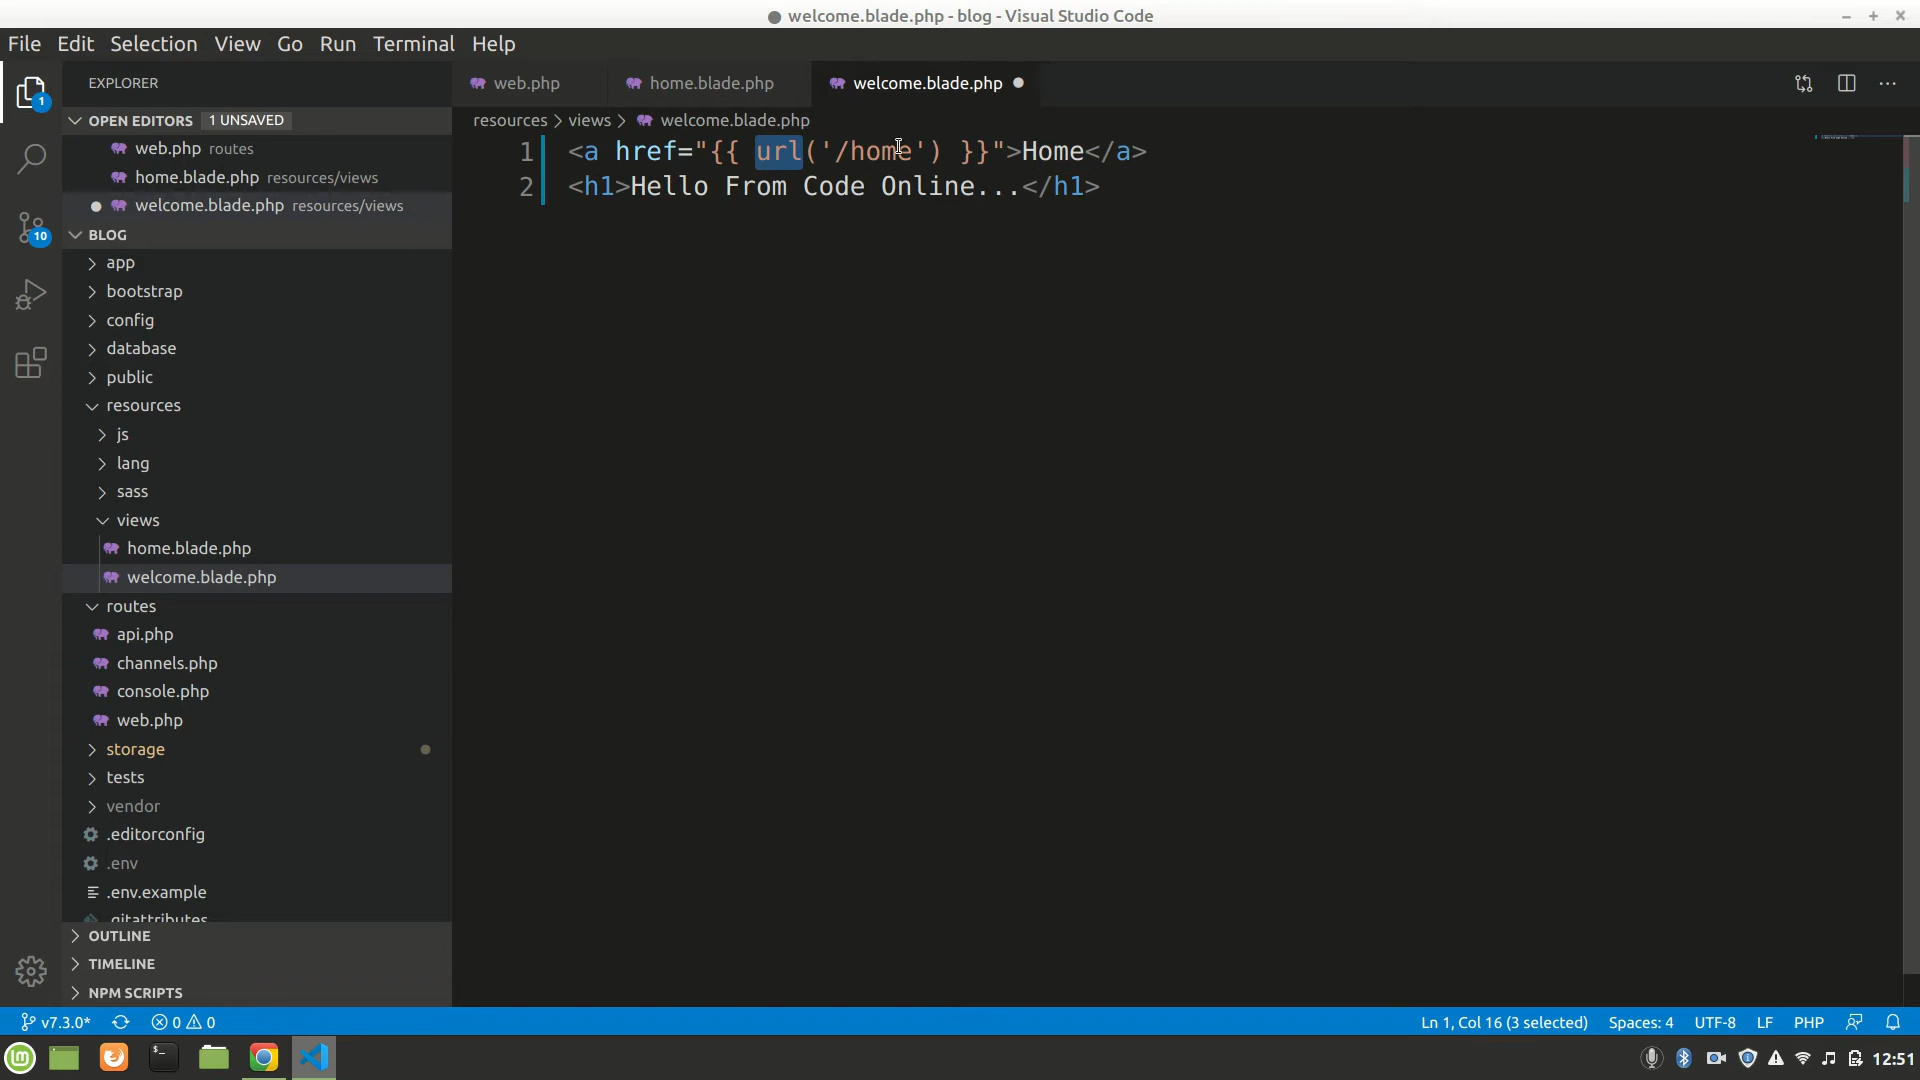 welcome.blade.php - blog - Visual Studio Code
File Edit Selection View Go Run Terminal Help
EXPLORER
web.php home.blade.php welcome.blade.php
OPEN EDITORS 1 UNSAVED
resources > views > welcome.blade.php
web.php routes
home.blade.php resources/views
welcome.blade.php resources/views
1 <a href="{{ url('/home') }}">Home</a>
2 <h1>Hello From Code Online...</h1>
1
10
BLOG
app
bootstrap
config
database
public
resources
js
lang
sass
views
home.blade.php
welcome.blade.php
routes
api.php
channels.php
console.php
web.php
storage
tests
vendor
.editorconfig
.env
.env.example
.gitattributes
OUTLINE
TIMELINE
NPM SCRIPTS
v7.3.0* 0 0 Ln 1, Col 16 (3 selected) Spaces: 4 UTF-8 LF PHP
12:51